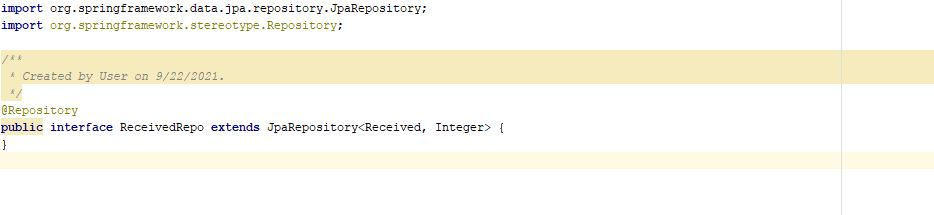 import org.springframework.data.jpa.repository.JpaRepository;
import org.springframework.stereotype.Repository;
/**
* Created by User on 9/22/2021.
*/
@Repository
public interface ReceivedRepo extends JpaRepository<Received, Integer> {
}